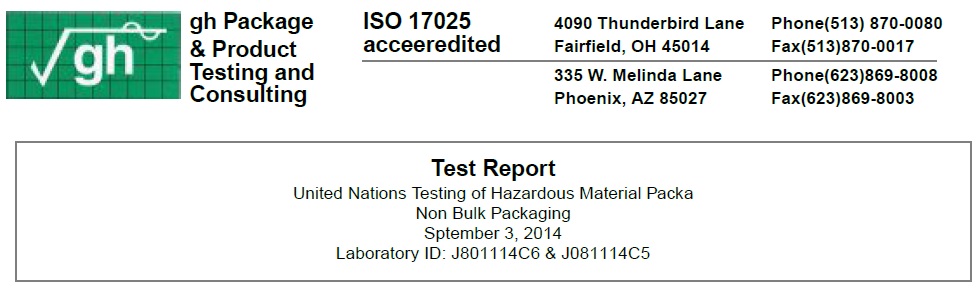 gh
gh Package
& Product
Testing and
Consulting
ISO 17025
acceeredited
4090 Thunderbird Lane
Fairfield, OH 45014
Phone(513) 870-0080
Fax(513)870-0017
335 W. Melinda Lane
Phoenix, AZ 85027
Phone(623)869-8008
Fax(623)869-8003
Test Report
United Nations Testing of Hazardous Material Packa
Non Bulk Packaging
Sptember 3, 2014
Laboratory ID: J801114C6 & J081114C5